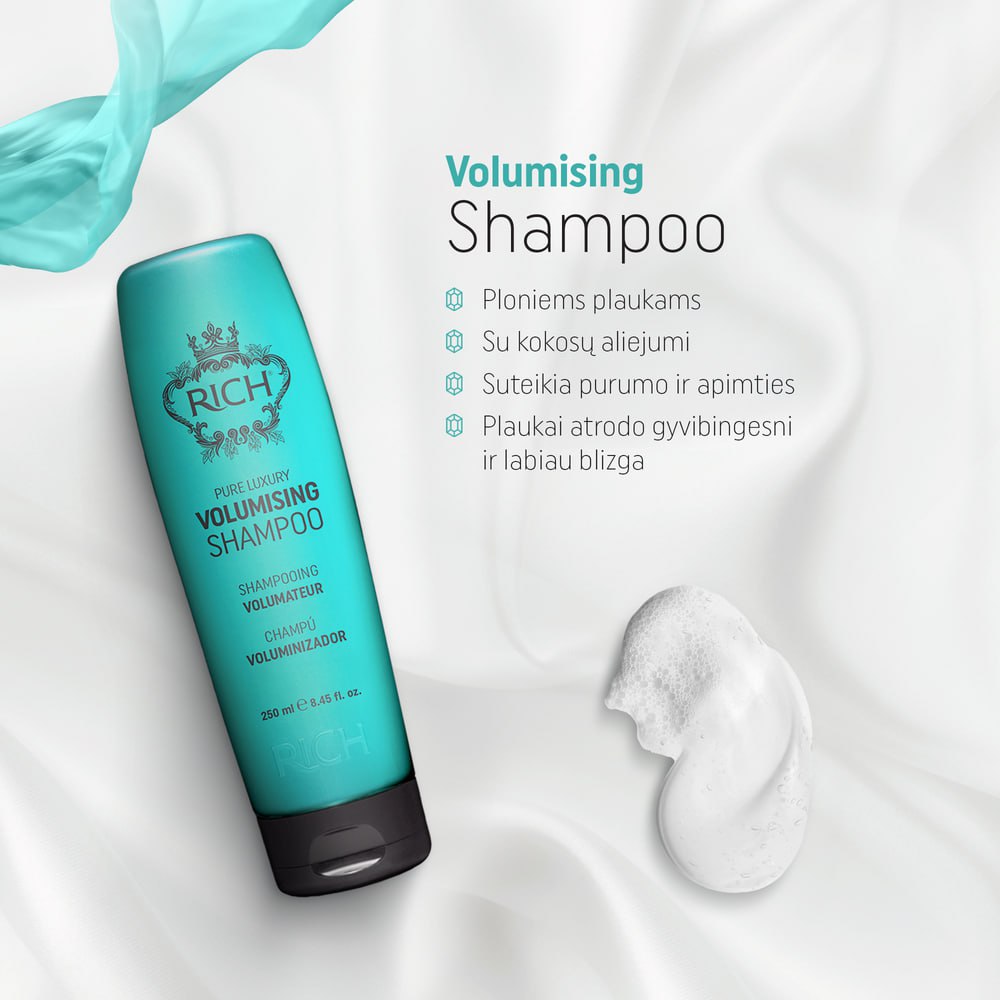 Volumising
Shampoo
Ploniems plaukams
Su kokosų aliejumi
Suteikia purumo ir apimties
Plaukai atrodo gyvibingesni
ir labiau blizga
RICH®
PURE LUXURY
VOLUMISING
SHAMPOO
SHAMPOOING
VOLUMATEUR
CHAMPÚ
VOLUMINIZADOR
250 ml ℮ 8.45 fl. oz.
RICH